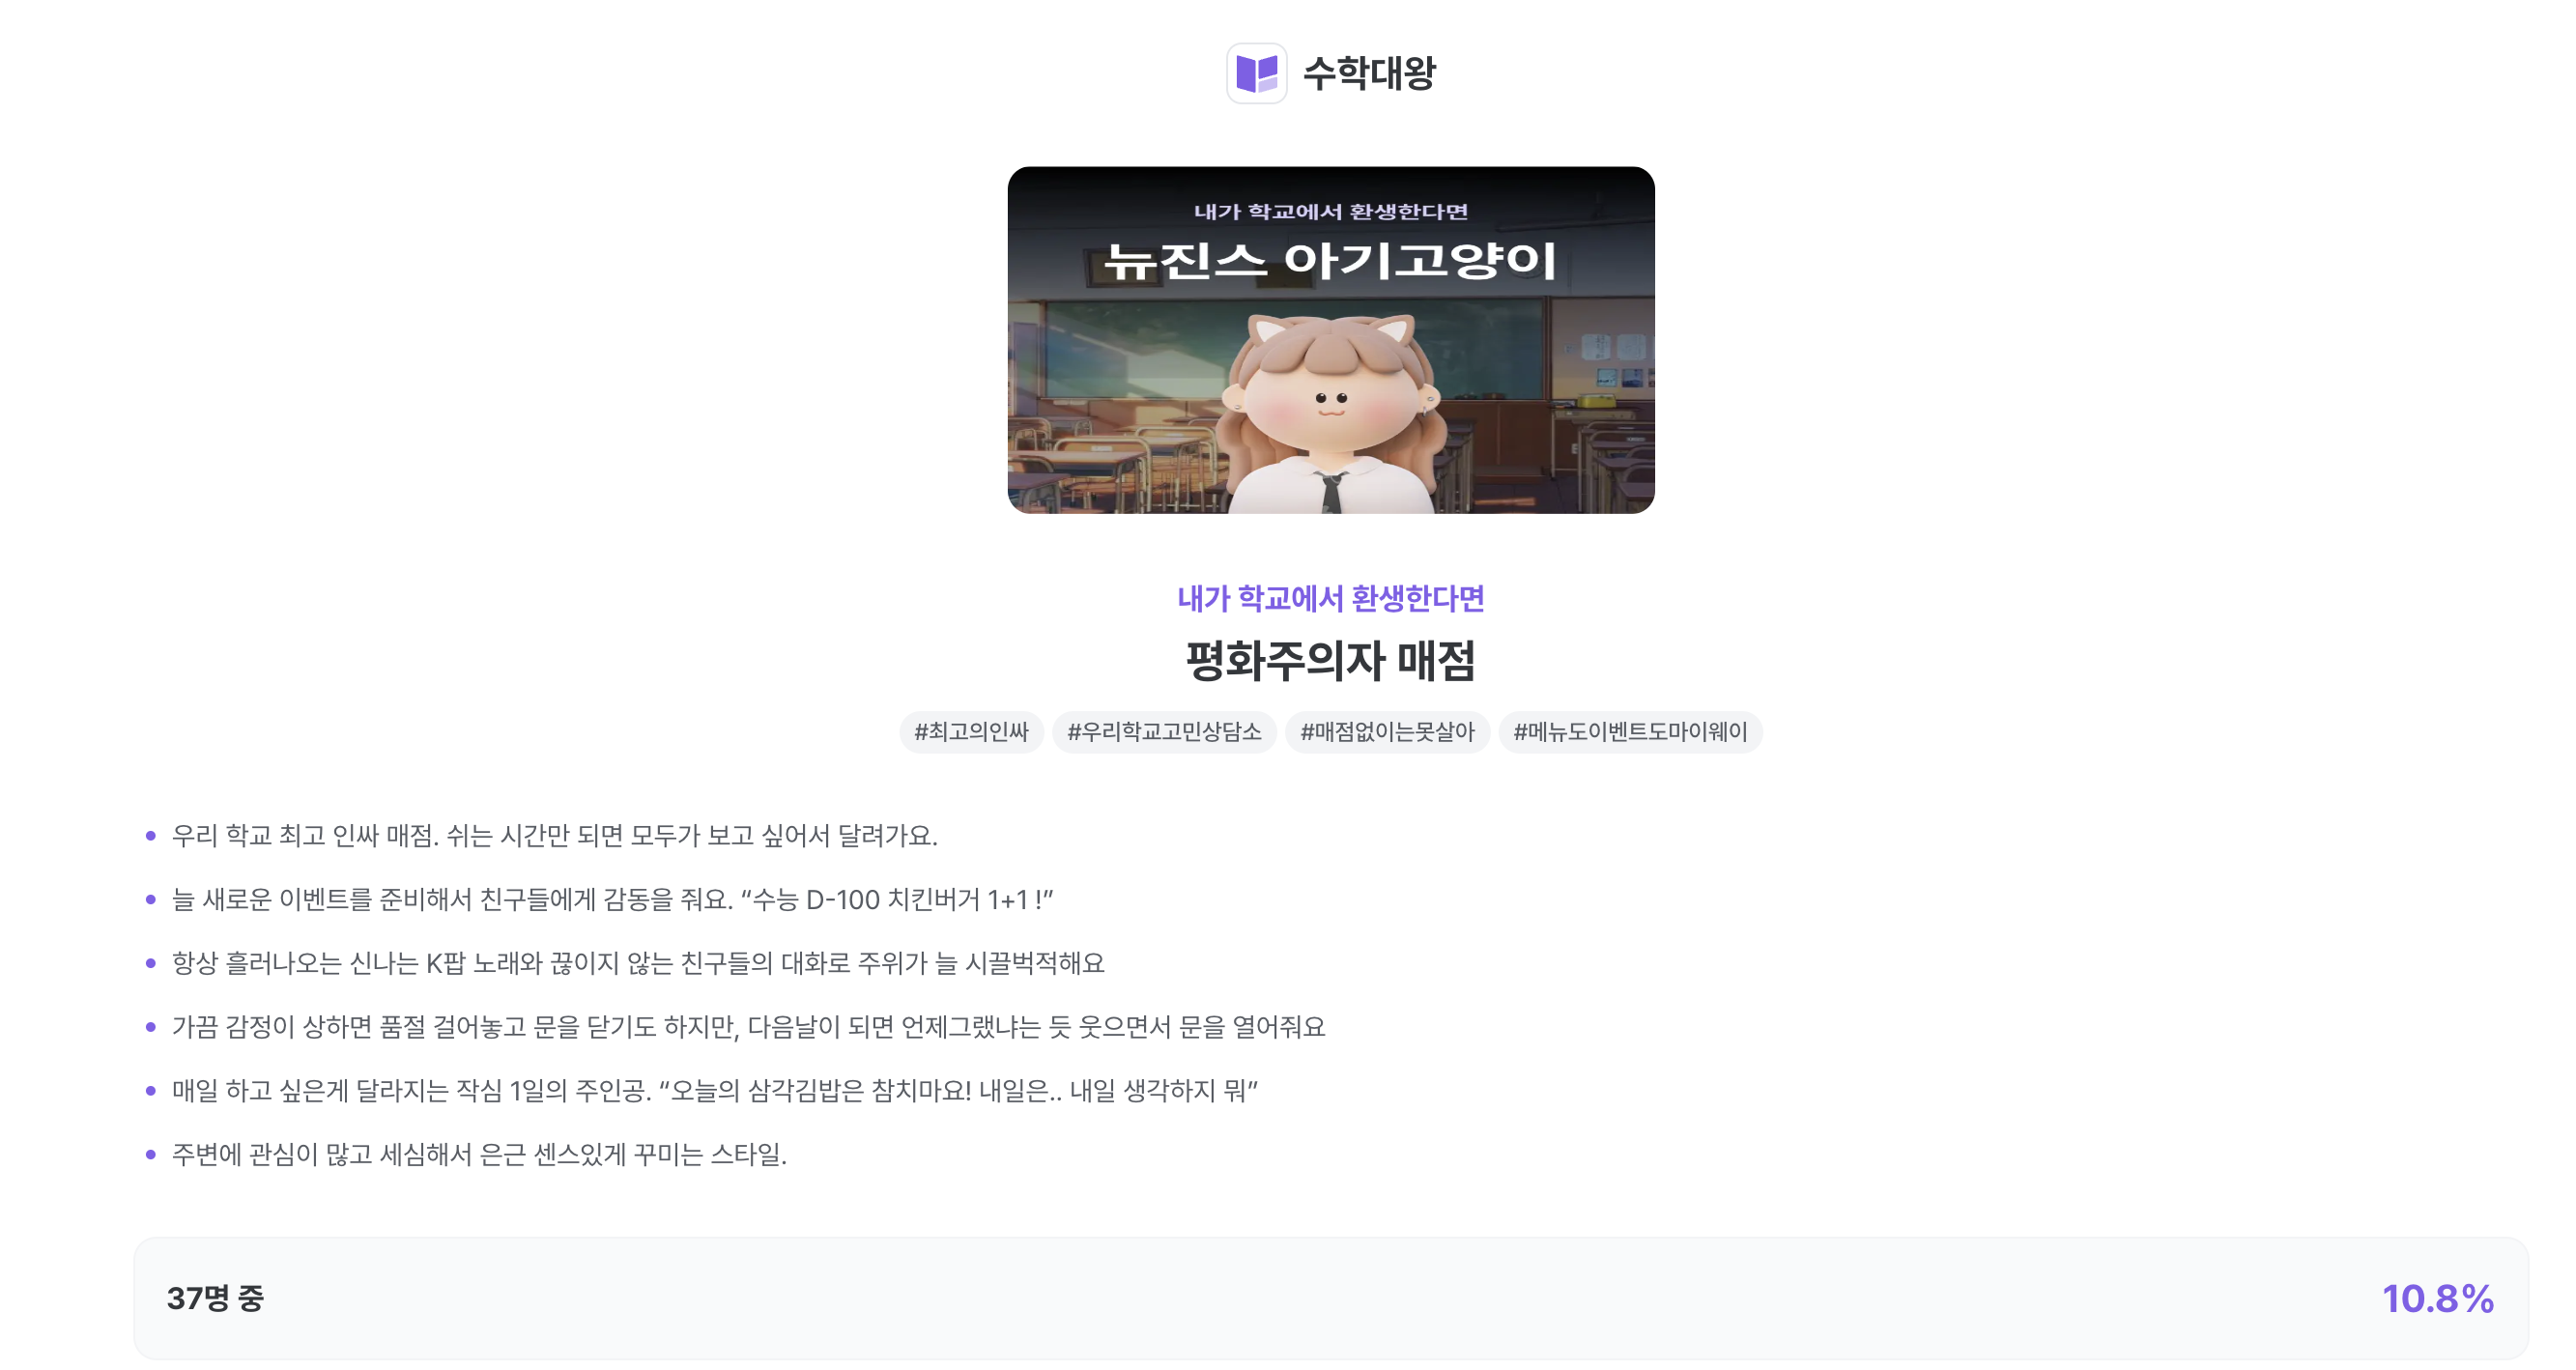 수학대왕
내가 학교에서 환생한다면
뉴진스 아기고양이
내가 학교에서 환생한다면
평화주의자 매점
#최고의인싸 #우리학교고민상담소 #매점없이는못살아 #메뉴도이벤트도마이웨이
우리 학교 최고 인싸 매점. 쉬는 시간만 되면 모두가 보고 싶어서 달려가요.
늘 새로운 이벤트를 준비해서 친구들에게 감동을 줘요. “수능 D-100 치킨버거 1+1 !”
항상 흘러나오는 신나는 K팝 노래와 끊이지 않는 친구들의 대화로 주위가 늘 시끌벅적해요
가끔 감정이 상하면 품절 걸어놓고 문을 닫기도 하지만, 다음날이 되면 언제그랬냐는 듯 웃으면서 문을 열어줘요
매일 하고 싶은게 달라지는 작심 1일의 주인공. “오늘의 삼각김밥은 참치마요! 내일은.. 내일 생각하지 뭐”
주변에 관심이 많고 세심해서 은근 센스있게 꾸미는 스타일.
37명 중 10.8%